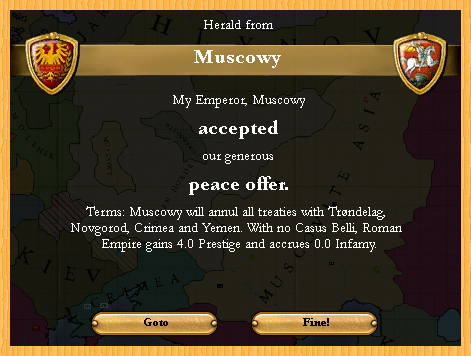 Herald from
Muscowy
My Emperor, Muscowy
accepted
our generous
peace offer.
Terms: Muscowy will annul all treaties with Trøndelag,
Novgorod, Crimea and Yemen. With no Casus Belli, Roman
Empire gains 4.0 Prestige and accrues 0.0 Infamy.
Goto
Fine!